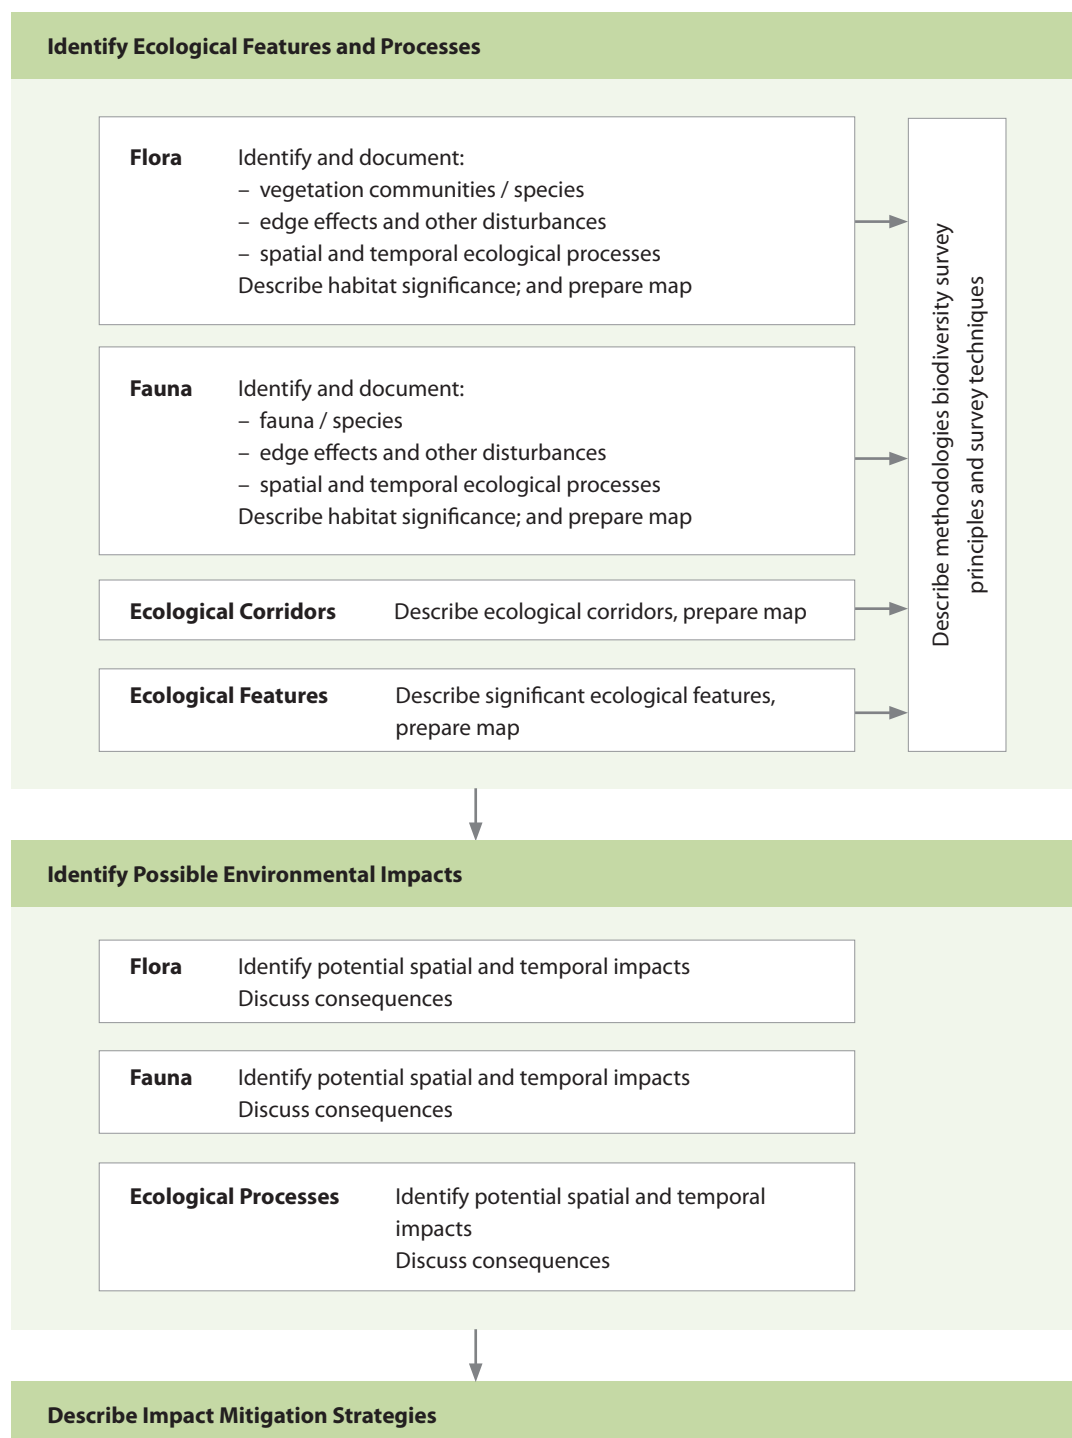 Identify Ecological Features and Processes
Flora Identify and document:
– vegetation communities / species
– edge effects and other disturbances
– spatial and temporal ecological processes
Describe habitat significance; and prepare map
Fauna Identify and document:
– fauna / species
– edge effects and other disturbances
– spatial and temporal ecological processes
Describe habitat significance; and prepare map
Ecological Corridors Describe ecological corridors, prepare map
Ecological Features Describe significant ecological features,
prepare map
Describe methodologies biodiversity survey
principles and survey techniques
Identify Possible Environmental Impacts
Flora Identify potential spatial and temporal impacts
Discuss consequences
Fauna Identify potential spatial and temporal impacts
Discuss consequences
Ecological Processes Identify potential spatial and temporal
impacts
Discuss consequences
Describe Impact Mitigation Strategies